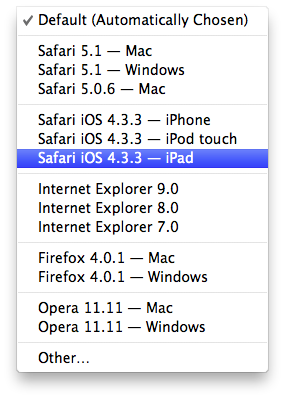 ✓ Default (Automatically Chosen)
Safari 5.1 — Mac
Safari 5.1 — Windows
Safari 5.0.6 — Mac
Safari iOS 4.3.3 — iPhone
Safari iOS 4.3.3 — iPod touch
Safari iOS 4.3.3 — iPad
Internet Explorer 9.0
Internet Explorer 8.0
Internet Explorer 7.0
Firefox 4.0.1 — Mac
Firefox 4.0.1 — Windows
Opera 11.11 — Mac
Opera 11.11 — Windows
Other…